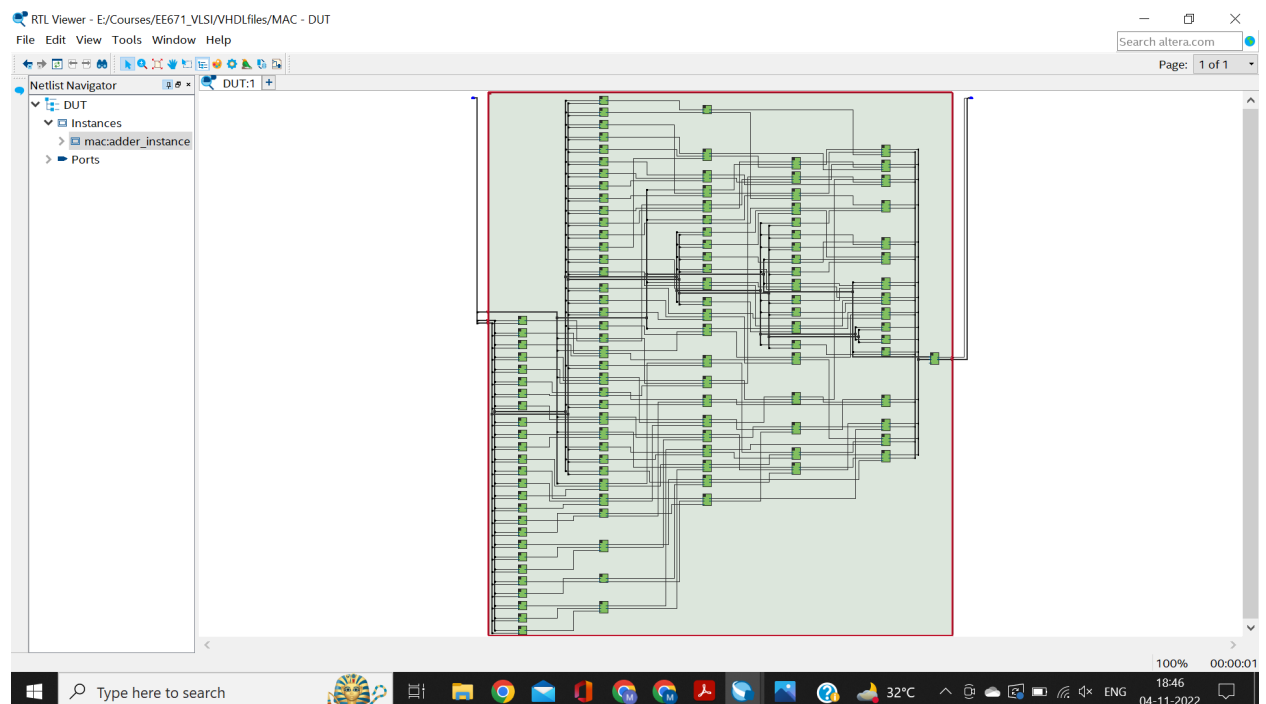 RTL Viewer - E:/Courses/EE671_VLSI/VHDLfiles/MAC - DUT
File Edit View Tools Window Help
Search altera.com
Page: 1 of 1
Netlist Navigator
DUT:1
DUT
Instances
mac:adder_instance
Ports
100% 00:00:01
Type here to search
32°C
ENG
18:46
04-11-2022